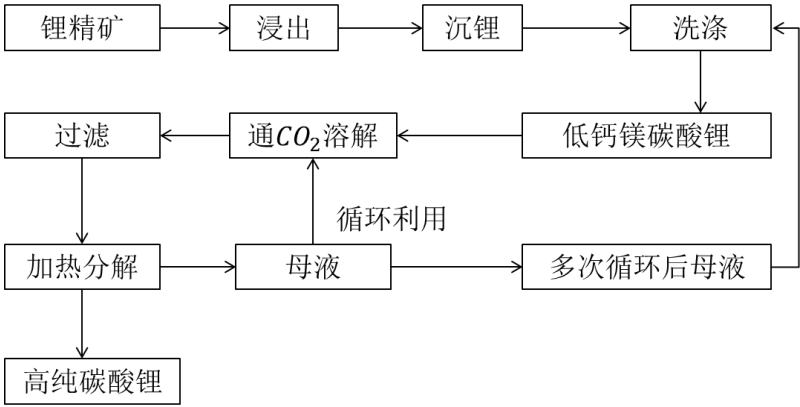 锂精矿
浸出
沉锂
洗涤
过滤
通CO₂溶解
低钙镁碳酸锂
循环利用
加热分解
母液
多次循环后母液
高纯碳酸锂